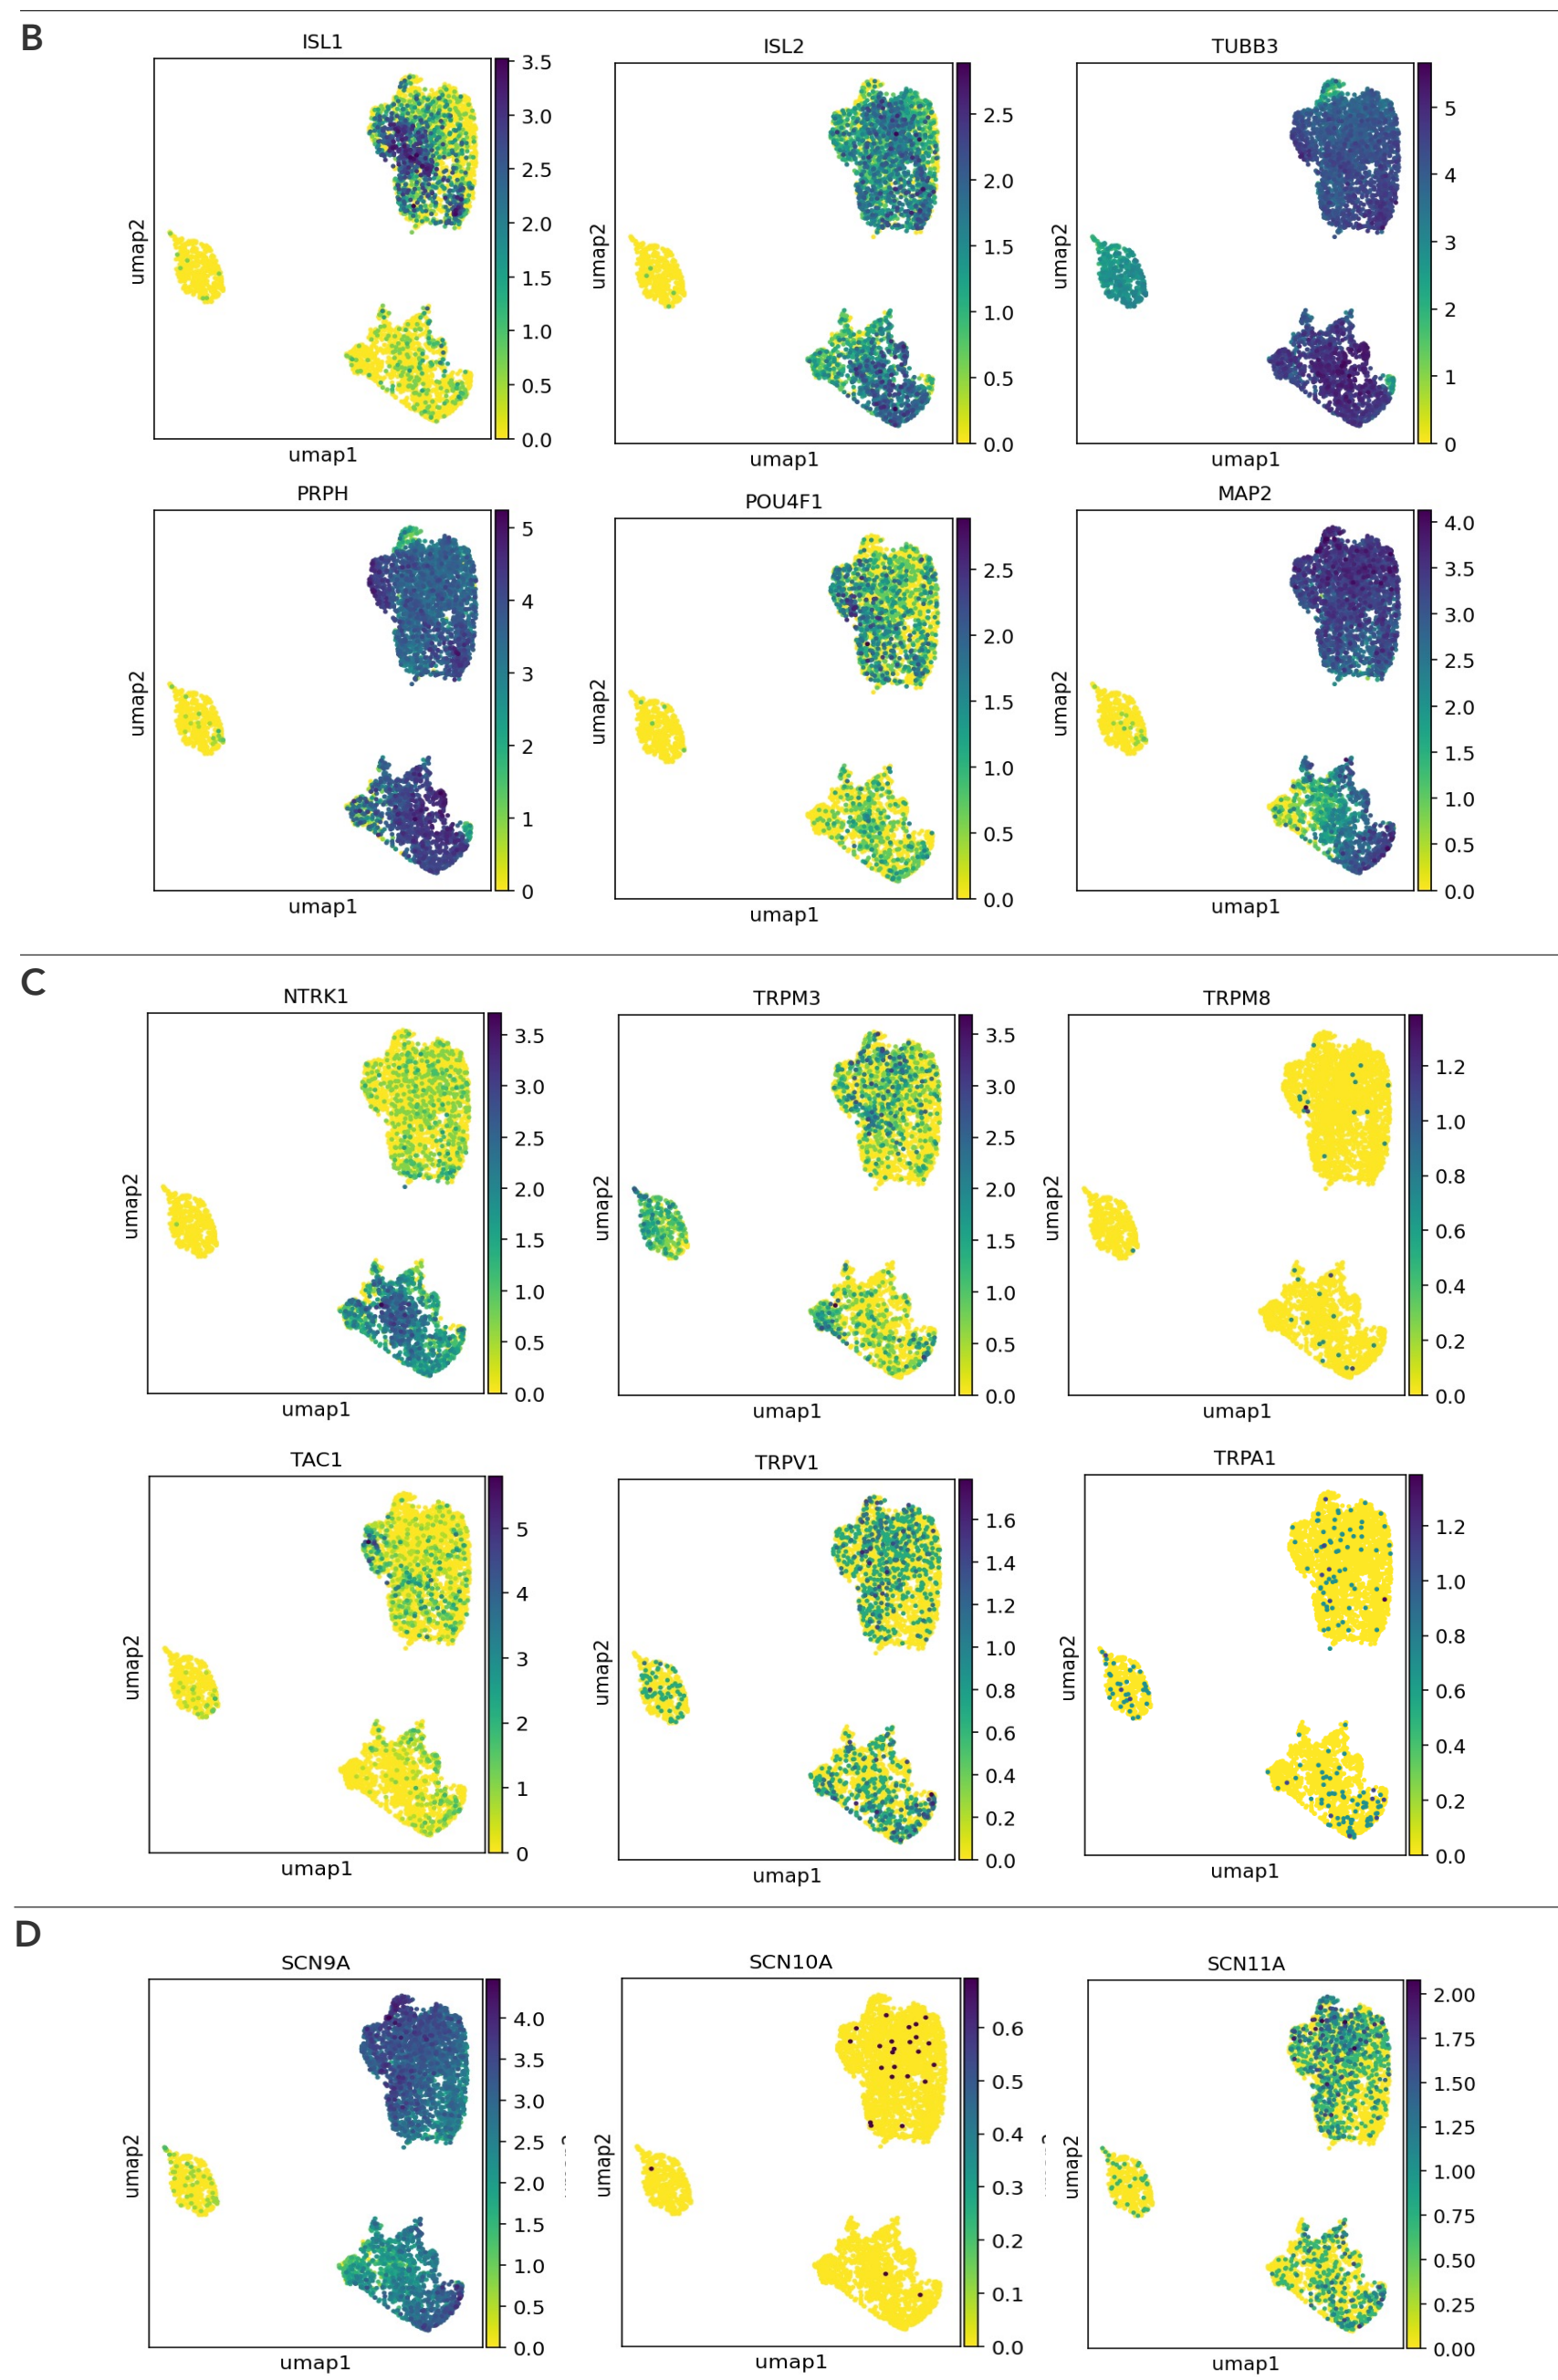 B
ISL1
ISL2
TUBB3
3.5
3.0
2.5
2.0
1.5
1.0
0.5
0.0
2.5
2.0
1.5
1.0
0.5
0.0
5
4
3
2
1
0
umap2
umap2
umap2
umap1
umap1
umap1
PRPH
POU4F1
MAP2
5
4
3
2
1
0
2.5
2.0
1.5
1.0
0.5
0.0
4.0
3.5
3.0
2.5
2.0
1.5
1.0
0.5
0.0
umap2
umap2
umap2
umap1
umap1
umap1
C
NTRK1
TRPM3
TRPM8
3.5
3.0
2.5
2.0
1.5
1.0
0.5
0.0
3.5
3.0
2.5
2.0
1.5
1.0
0.5
0.0
1.2
1.0
0.8
0.6
0.4
0.2
0.0
umap2
umap2
umap2
umap1
umap1
umap1
TAC1
TRPV1
TRPA1
5
4
3
2
1
0
1.6
1.4
1.2
1.0
0.8
0.6
0.4
0.2
0.0
1.2
1.0
0.8
0.6
0.4
0.2
0.0
umap2
umap2
umap2
umap1
umap1
umap1
D
SCN9A
SCN10A
SCN11A
4.0
3.5
3.0
2.5
2.0
1.5
1.0
0.5
0.0
0.6
0.5
0.4
0.3
0.2
0.1
0.0
2.00
1.75
1.50
1.25
1.00
0.75
0.50
0.25
0.00
umap2
umap2
umap2
umap1
umap1
umap1